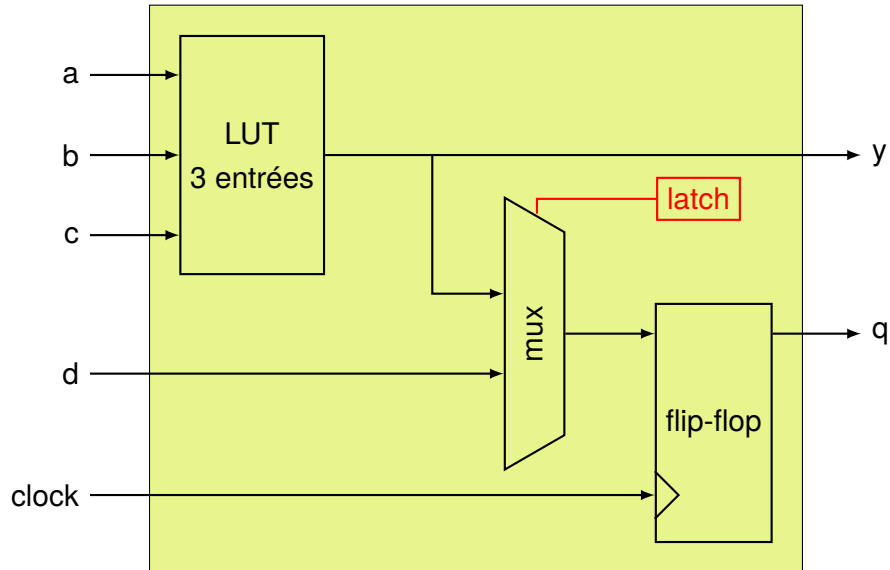 a
LUT
b
3 entrées
y
latch
c
mux
q
d
flip-flop
clock